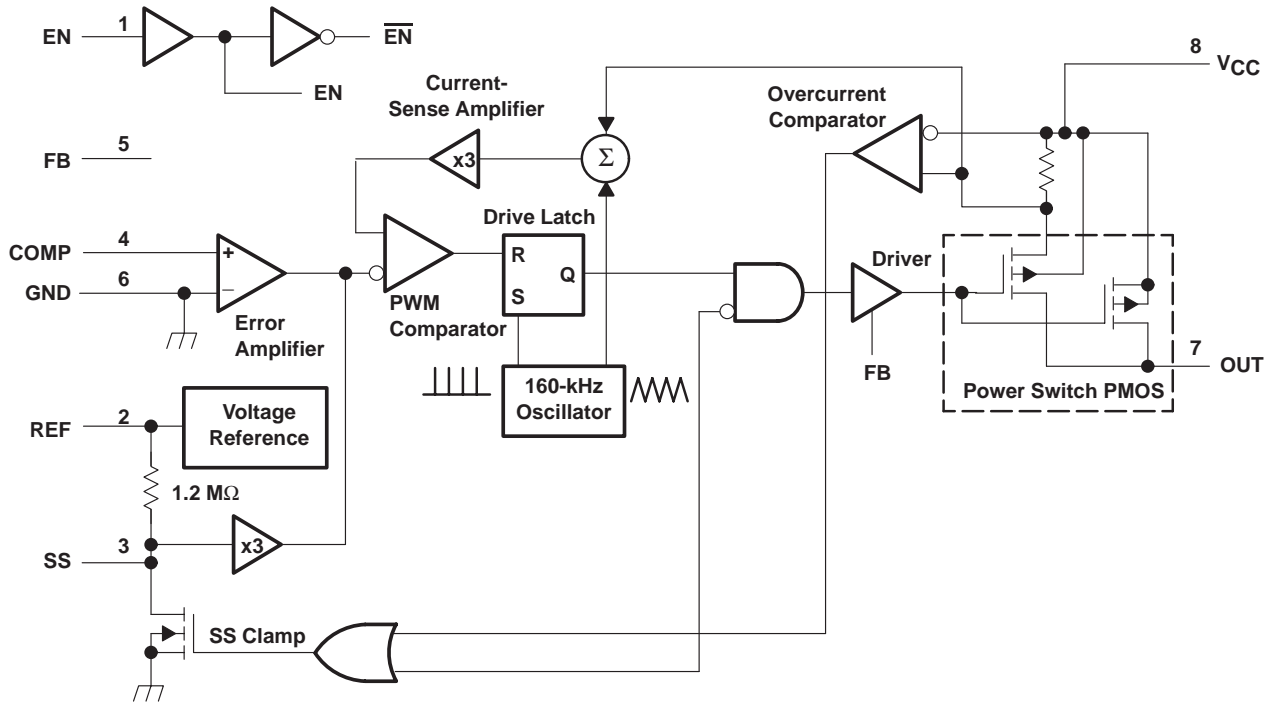 EN
1
EN
EN
8
VCC
Current-
Sense Amplifier
Overcurrent
Comparator
FB
5
x3
Σ
Drive Latch
COMP
4
+
R
Q
S
Driver
GND
6
–
PWM
Comparator
Error
Amplifier
FB
7
OUT
160-kHz
Oscillator
Power Switch PMOS
REF
2
Voltage
Reference
1.2 MΩ
3
x3
SS
SS Clamp